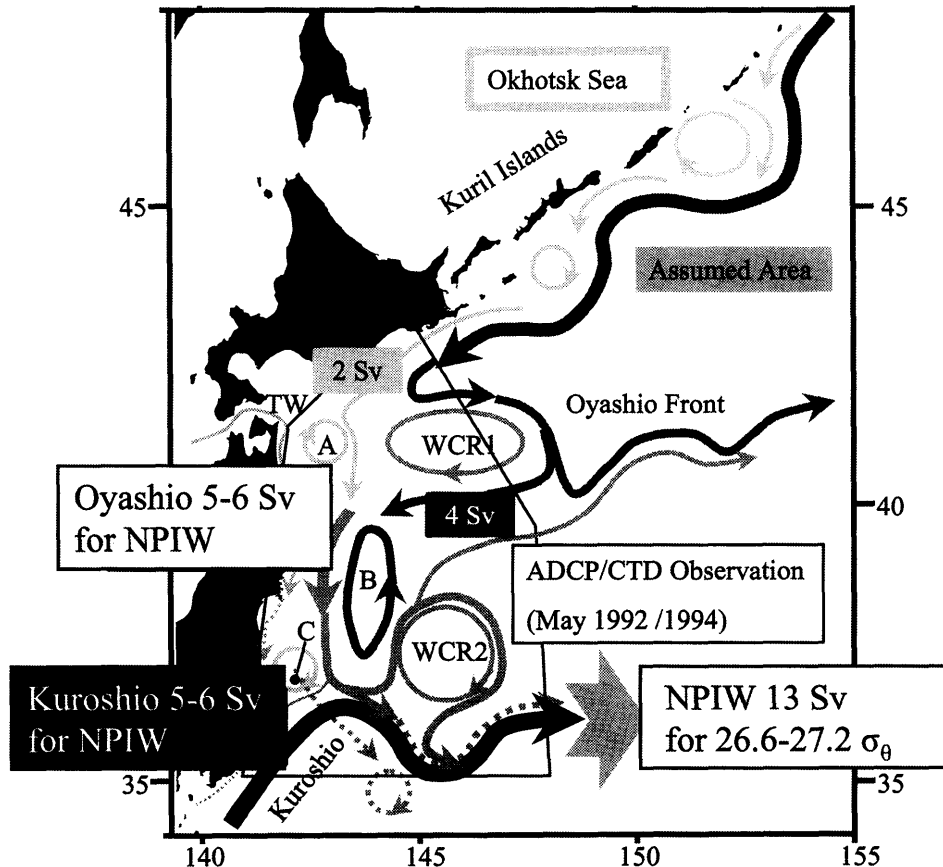 Okhotsk Sea
Kuril Islands
45
45
Assumed Area
2 Sv
TW
Oyashio Front
A
WCR1
Oyashio 5-6 Sv
for NPIW
40
4 Sv
ADCP/CTD Observation
(May 1992 /1994)
B
C
WCR2
Kuroshio 5-6 Sv
for NPIW
NPIW 13 Sv
for 26.6-27.2 σθ
Kuroshio
35
35
140
145
150
155